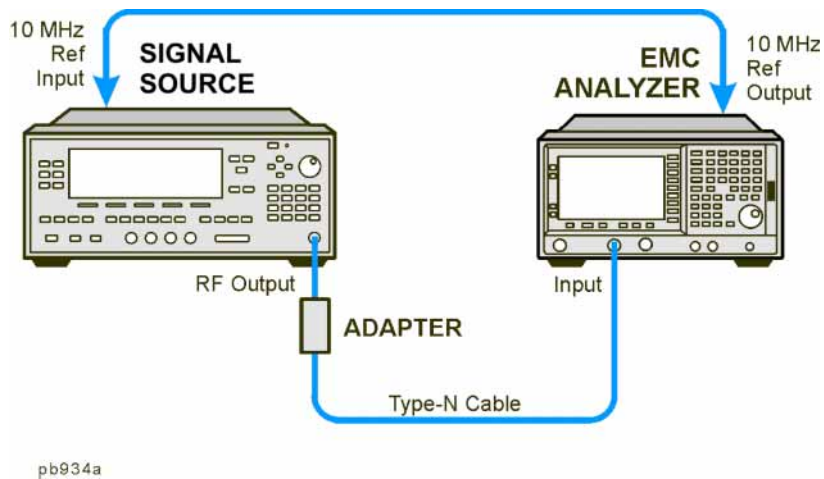 10 MHz
Ref
Input
SIGNAL
SOURCE
EMC
ANALYZER
10 MHz
Ref
Output
RF Output
Input
ADAPTER
Type-N Cable
pb934a